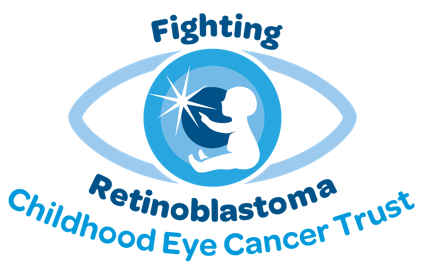 Fighting
Retinoblastoma
Childhood Eye Cancer Trust